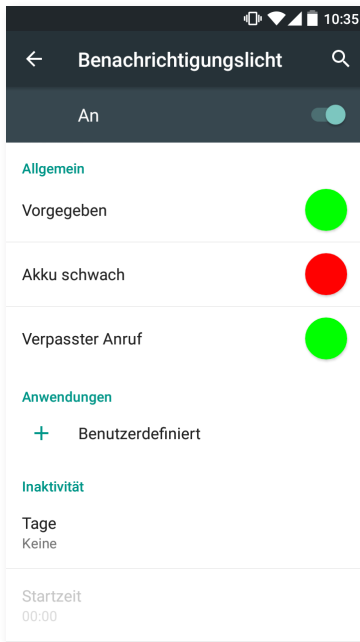 10:35
Benachrichtigungslicht
An
Allgemein
Vorgegeben
Akku schwach
Verpasster Anruf
Anwendungen
+ Benutzerdefiniert
Inaktivität
Tage
Keine
Startzeit
00:00